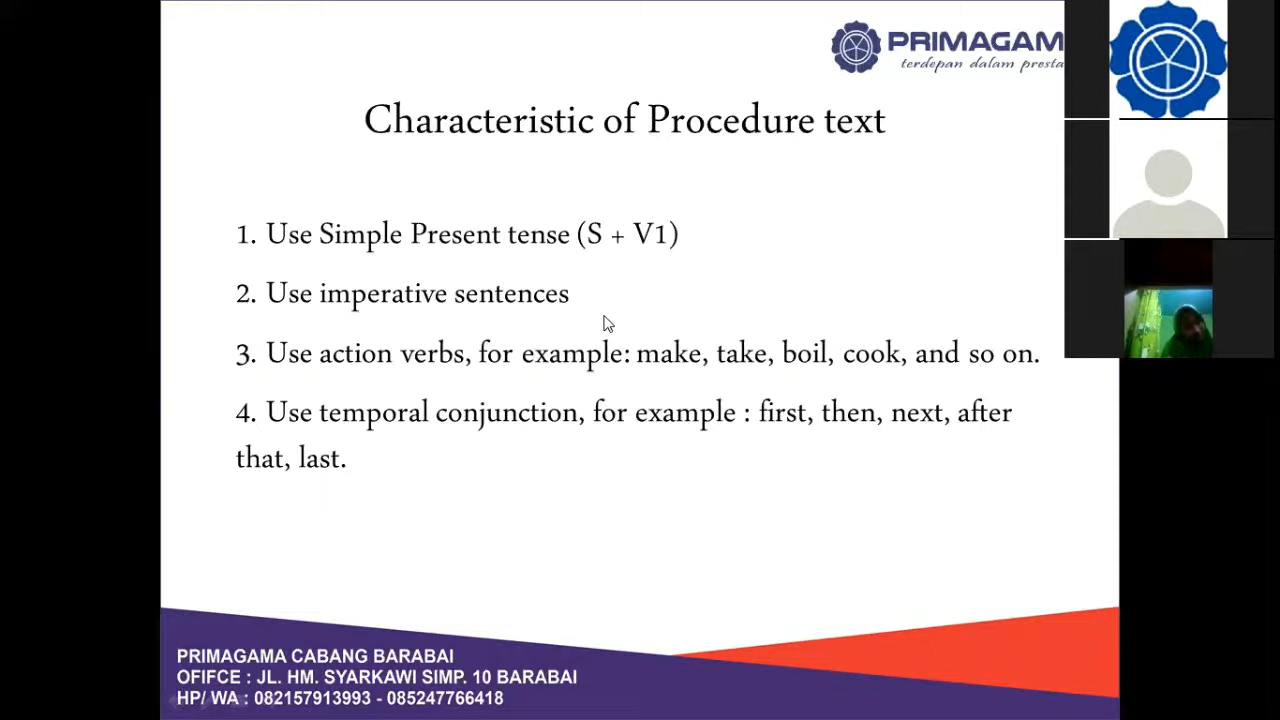 PRIMAGAM
terdepan dalam presta
Characteristic of Procedure text
1. Use Simple Present tense (S + V1)
2. Use imperative sentences
3. Use action verbs, for example: make, take, boil, cook, and so on.
4. Use temporal conjunction, for example : first, then, next, after
that, last.
PRIMAGAMA CABANG BARABAI
OFIFCE : JL. HM. SYARKAWI SIMP. 10 BARABAI
HP/ WA : 082157913993 - 085247766418